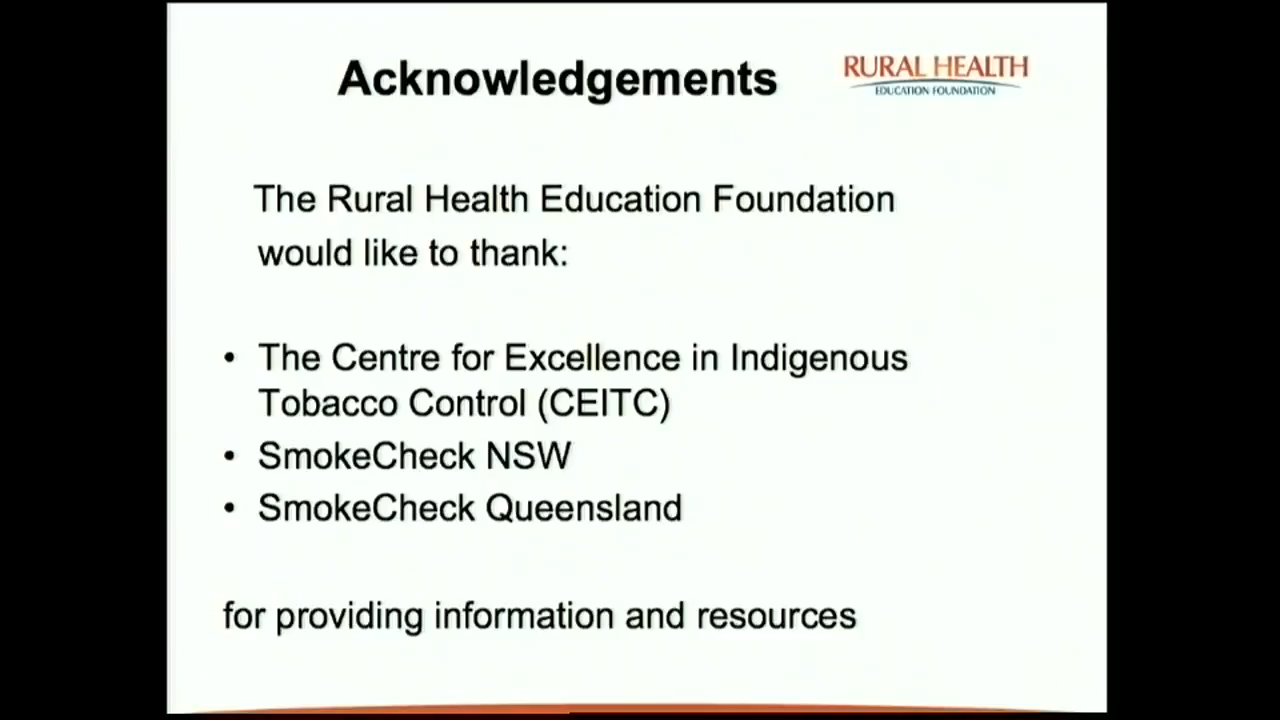 Acknowledgements
RURAL HEALTH
EDUCATION FOUNDATION
The Rural Health Education Foundation
would like to thank:
• The Centre for Excellence in Indigenous
Tobacco Control (CEITC)
• SmokeCheck NSW
• SmokeCheck Queensland
for providing information and resources